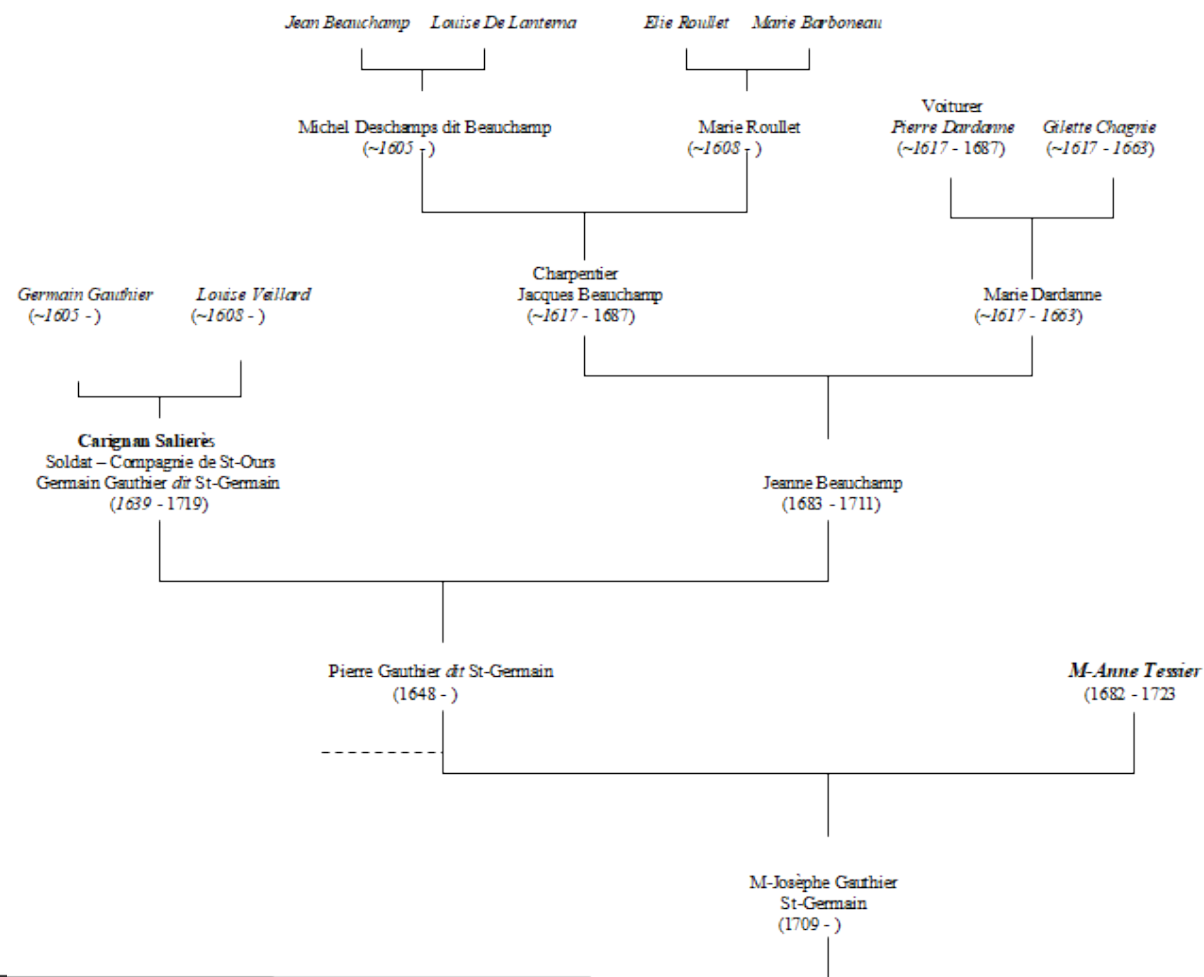 Jean Beauchamp Louise De Lanterna Elie Roullet Marie Barboneau
Michel Deschamps dit Beauchamp
(~1605 - )
Marie Roullet
(~1608 - )
Voiturer
Pierre Dardanne
(~1617 - 1687)
Gilette Chagnie
(~1617 - 1663)
Germain Gauthier
(~1605 - )
Louise Veillard
(~1608 - )
Charpentier
Jacques Beauchamp
(~1617 - 1687)
Marie Dardanne
(~1617 - 1663)
Carignan Salierès
Soldat – Compagnie de St-Ours
Germain Gauthier dit St-Germain
(1639 - 1719)
Jeanne Beauchamp
(1683 - 1711)
Pierre Gauthier dit St-Germain
(1648 - )
M-Anne Tessier
(1682 - 1723
M-Josèphe Gauthier
St-Germain
(1709 - )